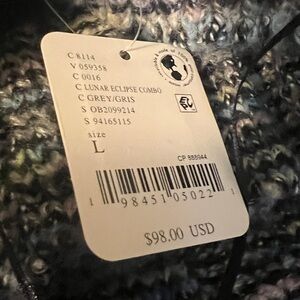 C 8114
V 059358
C 0016
C LUNAR ECLIPSE COMBO
C GREY/GRIS
S OB2099214
S 94165115
size
L
CP 888944
1 98451 05022 1
$98.00 USD